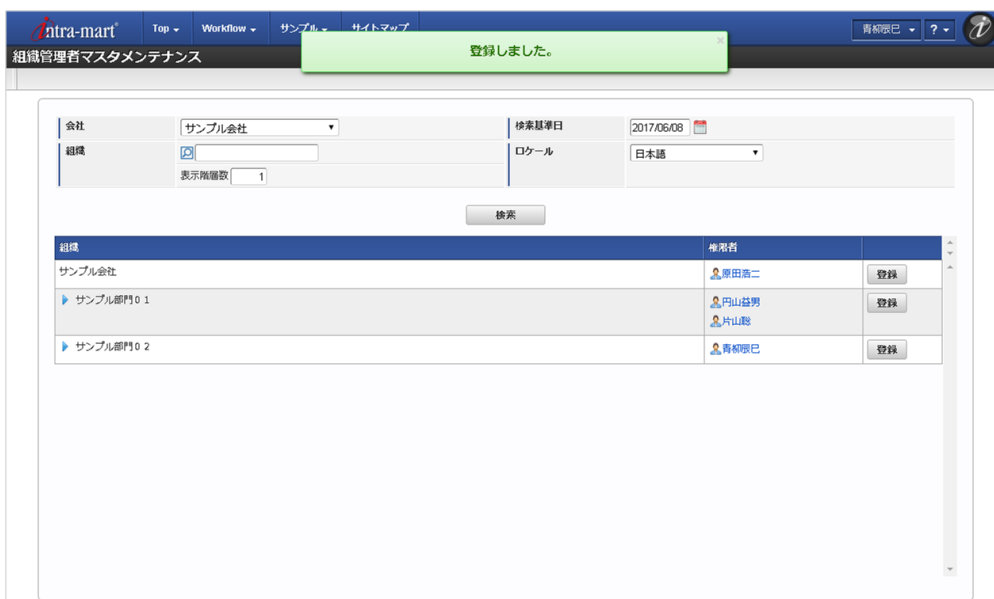 intra-mart Top Workflow サンプル サイトマップ 青柳辰巳 ?
登録しました。 ×
組織管理者マスタメンテナンス
会社 サンプル会社 検索基準日 2017/06/08
組織 ロケール 日本語
表示階層数 1
検索
組織 権限者
サンプル会社 原田浩二 登録
サンプル部門01 円山益男 登録
片山聡
サンプル部門02 青柳辰巳 登録